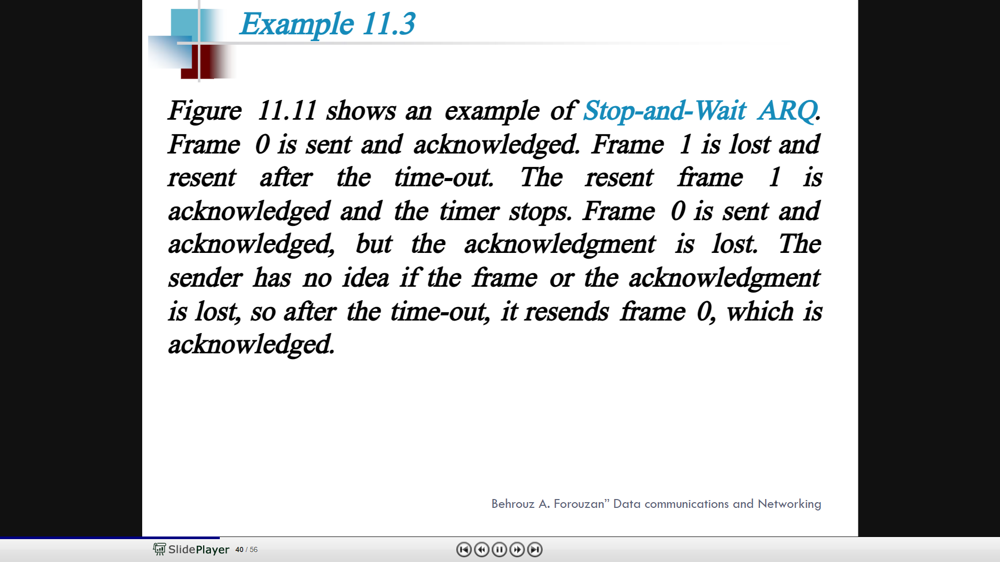 Example 11.3
Figure 11.11 shows an example of Stop-and-Wait ARQ.
Frame 0 is sent and acknowledged. Frame 1 is lost and
resent after the time-out. The resent frame 1 is
acknowledged and the timer stops. Frame 0 is sent and
acknowledged, but the acknowledgment is lost. The
sender has no idea if the frame or the acknowledgment
is lost, so after the time-out, it resends frame 0, which is
acknowledged.
Behrouz A. Forouzan” Data communications and Networking
SlidePlayer 40 / 56